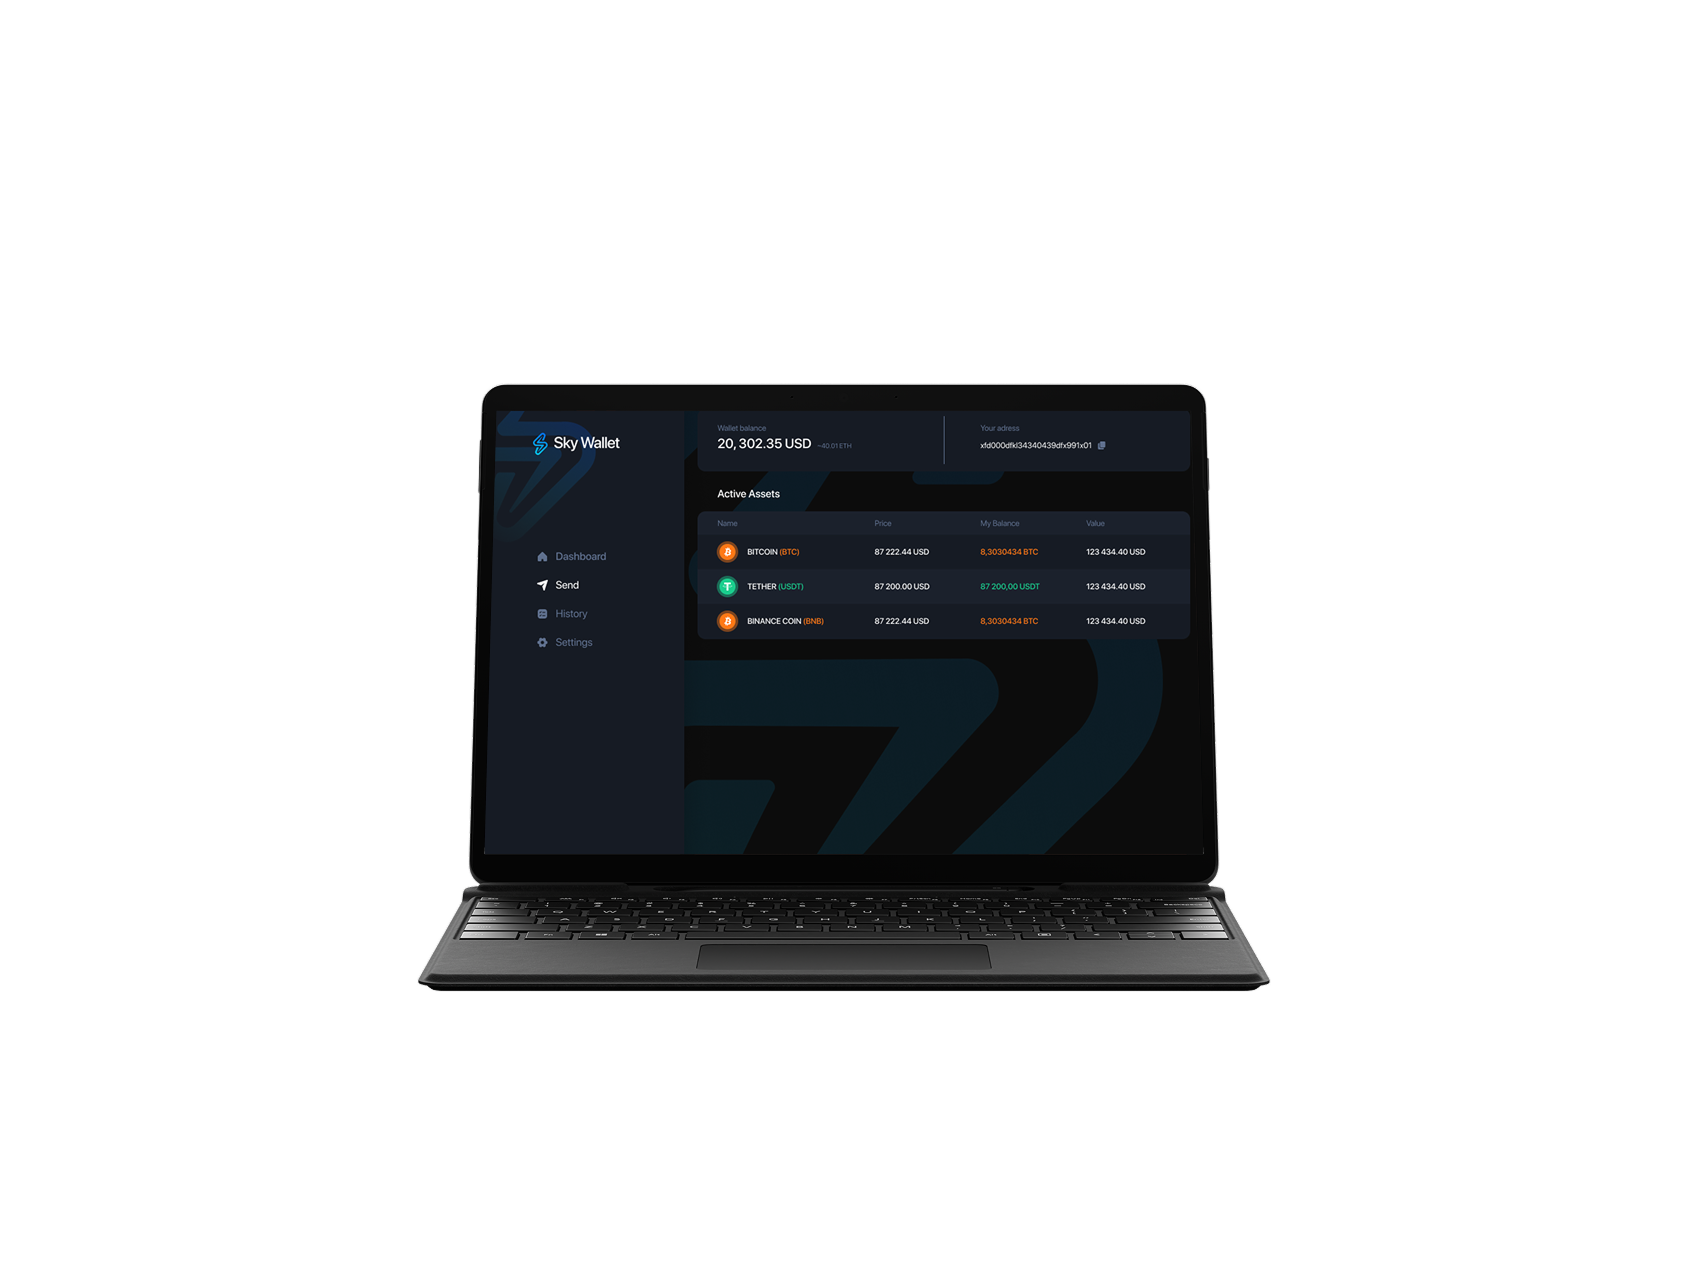 Sky Wallet
Dashboard
Send
History
Settings
Wallet balance
20, 302.35 USD ~40.01 ETH
Your adress
xfd000dfkl34340439dfx991x01
Active Assets
Name Price My Balance Value
BITCOIN (BTC) 87 222.44 USD 8,3030434 BTC 123 434.40 USD
TETHER (USDT) 87 200.00 USD 87 200,00 USDT 123 434.40 USD
BINANCE COIN (BNB) 87 222.44 USD 8,3030434 BTC 123 434.40 USD
Q W E R T Y U I O P
A S D F G H J K L
Z X C V B N M